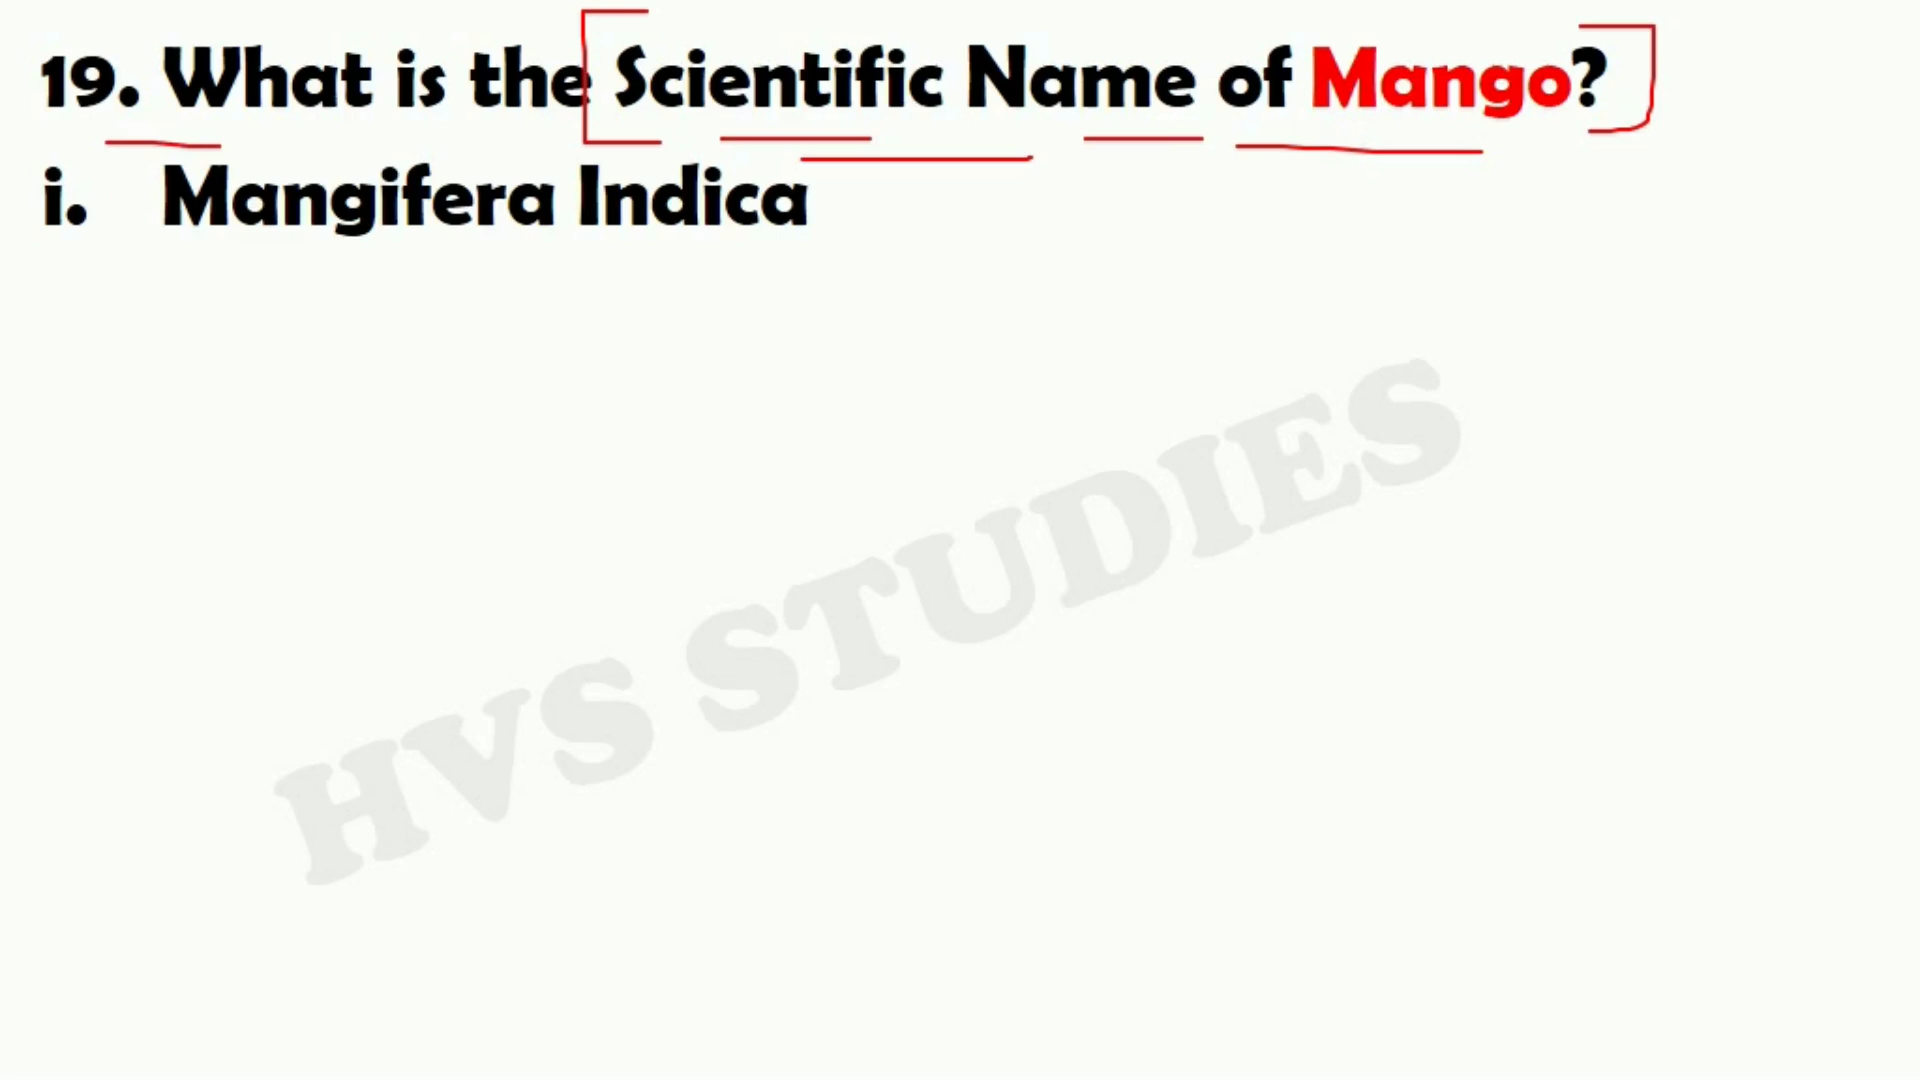 19. What is the Scientific Name of Mango?
i. Mangifera Indica
HVS STUDIES